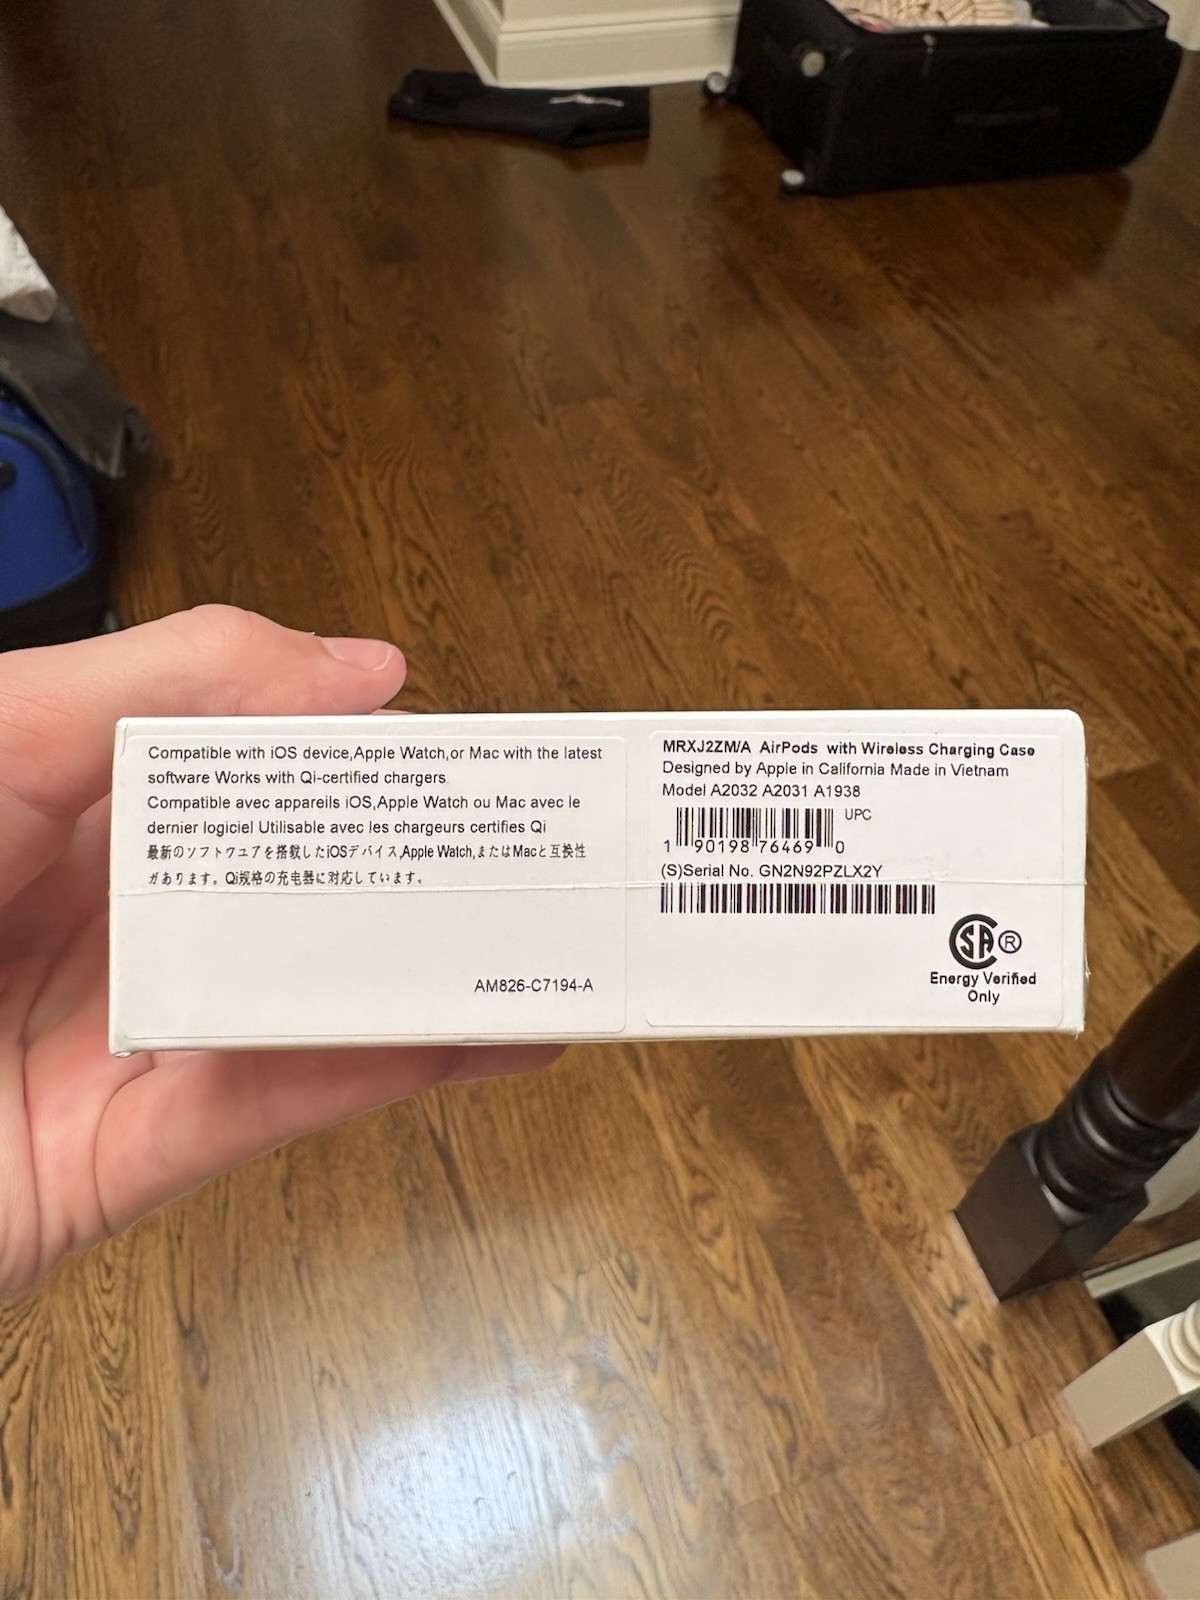 Compatible with iOS device,Apple Watch,or Mac with the latest
software Works with Qi-certified chargers.
Compatible avec appareils iOS,Apple Watch ou Mac avec le
dernier logiciel Utilisable avec les chargeurs certifies Qi
最新のソフトウユアを搭載したiOSデバイス,Apple Watch,またはMacと互換性
ガあります。Qi规格の充电器に对応しています。
AM826-C7194-A
MRXJ2ZM/A AirPods with Wireless Charging Case
Designed by Apple in California Made in Vietnam
Model A2032 A2031 A1938
UPC
1 90198 76469 0
(S)Serial No. GN2N92PZLX2Y
CSA®
Energy Verified
Only